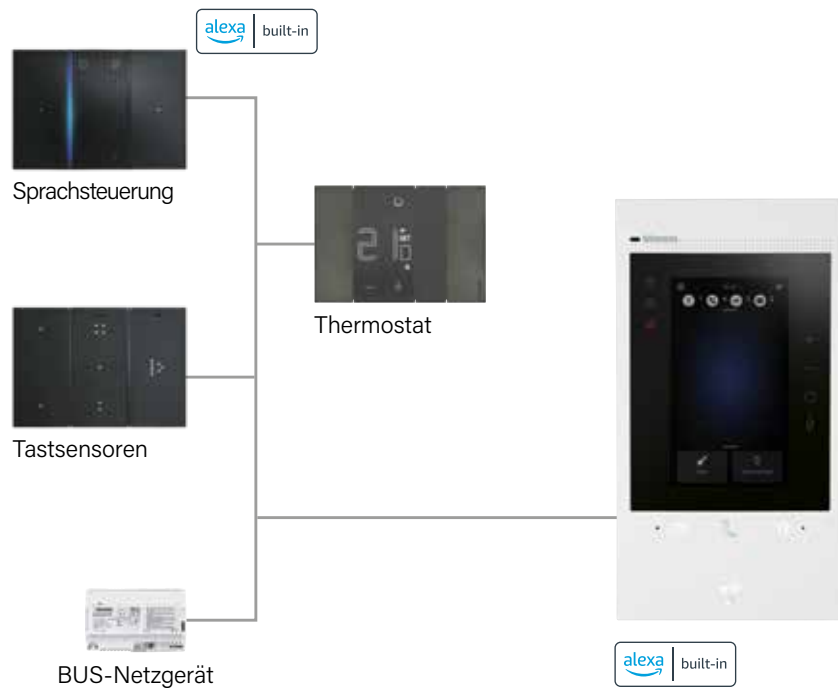 alexa built-in
Sprachsteuerung
Thermostat
Tastsensoren
BUS-Netzgerät
alexa built-in